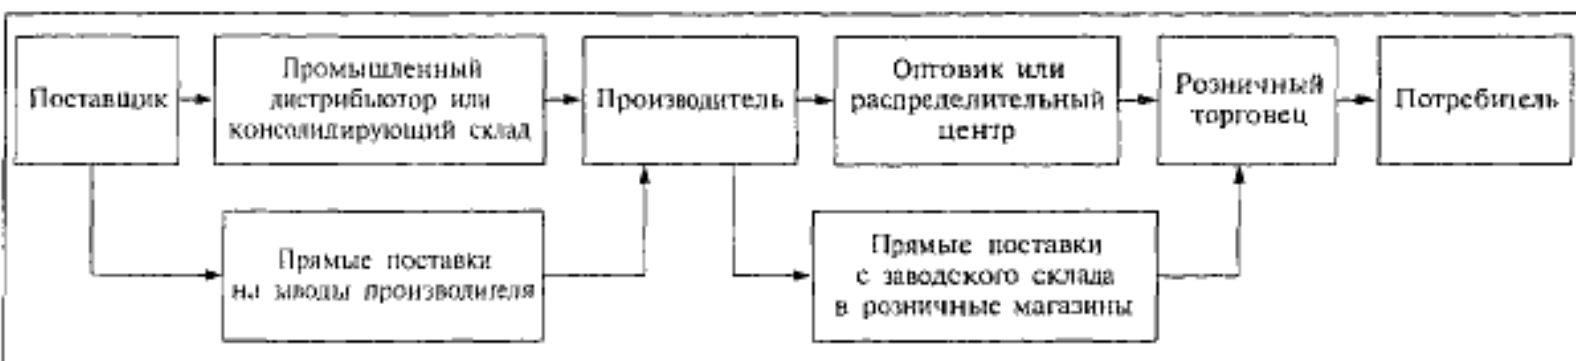 Поставщик
Промышленный
дистрибьютор или
консолидирующий склад
Производитель
Оптовик или
распределительный
центр
Розничный
торговец
Потребитель
Прямые поставки
на заводы производителя
Прямые поставки
с заводского склада
в розничные магазины